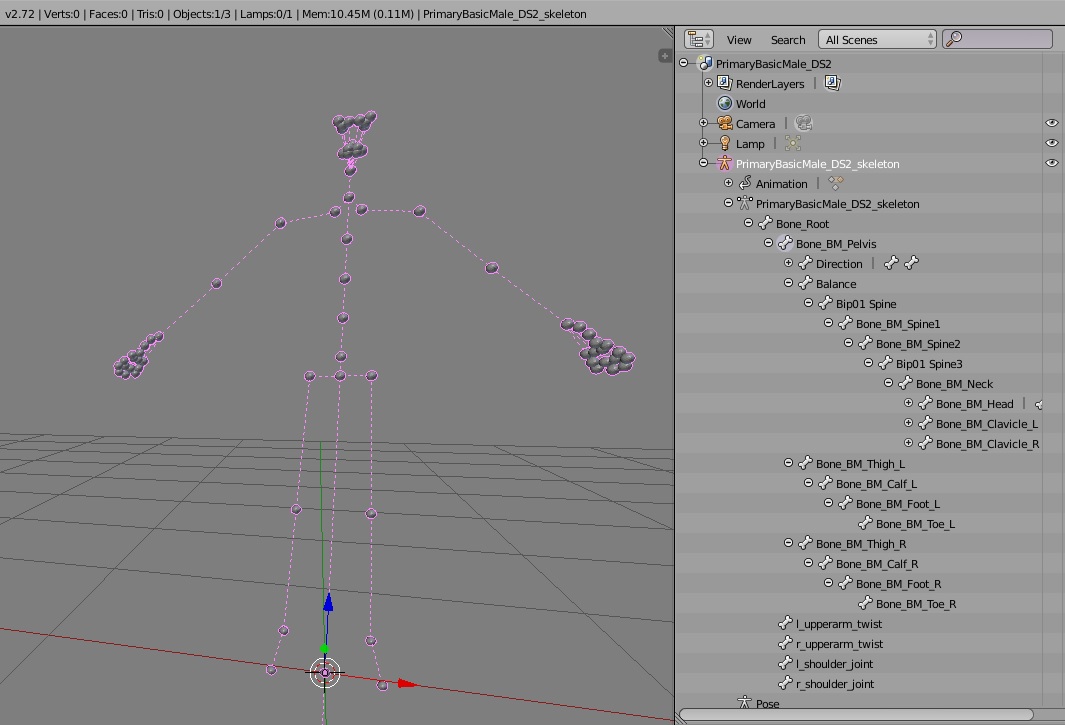 v2.72 | Verts:0 | Faces:0 | Tris:0 | Objects:1/3 | Lamps:0/1 | Mem:10.45M (0.11M) | PrimaryBasicMale_DS2_skeleton
View Search All Scenes
PrimaryBasicMale_DS2
RenderLayers |
World
Camera |
Lamp |
PrimaryBasicMale_DS2_skeleton
Animation |
PrimaryBasicMale_DS2_skeleton
Bone_Root
Bone_BM_Pelvis
Direction |
Balance
Bip01 Spine
Bone_BM_Spine1
Bone_BM_Spine2
Bip01 Spine3
Bone_BM_Neck
Bone_BM_Head |
Bone_BM_Clavicle_L
Bone_BM_Clavicle_R
Bone_BM_Thigh_L
Bone_BM_Calf_L
Bone_BM_Foot_L
Bone_BM_Toe_L
Bone_BM_Thigh_R
Bone_BM_Calf_R
Bone_BM_Foot_R
Bone_BM_Toe_R
l_upperarm_twist
r_upperarm_twist
l_shoulder_joint
r_shoulder_joint
Pose